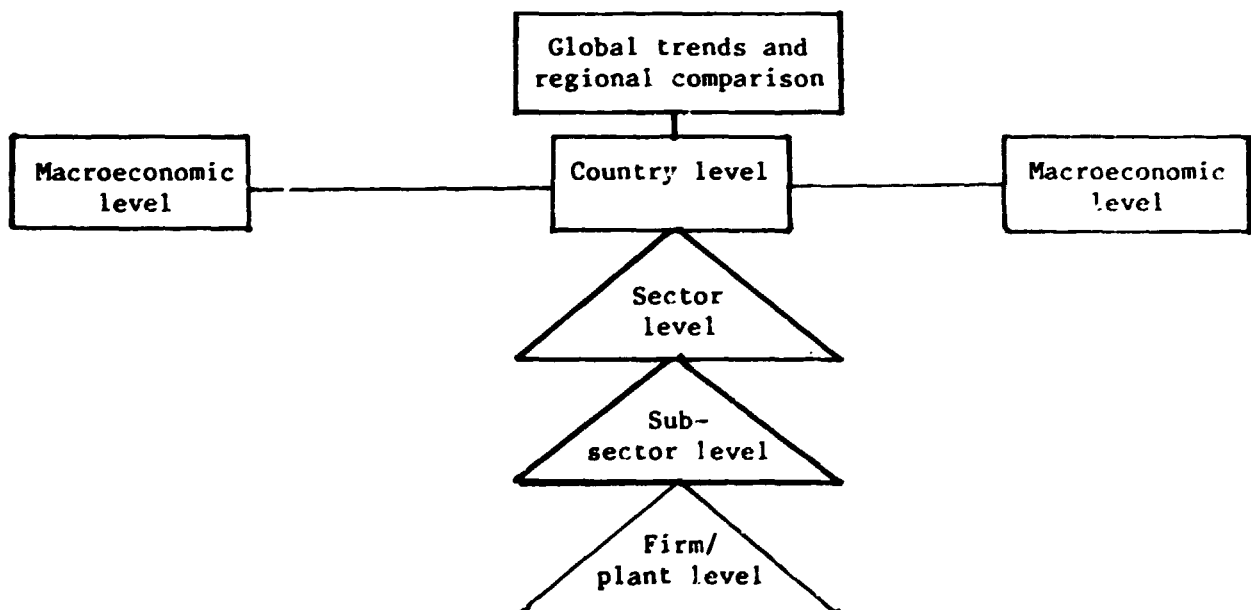 Global trends and
regional comparison
Macroeconomic
level
Country level
Macroeconomic
level
Sector
level
Sub-
sector level
Firm/
plant level